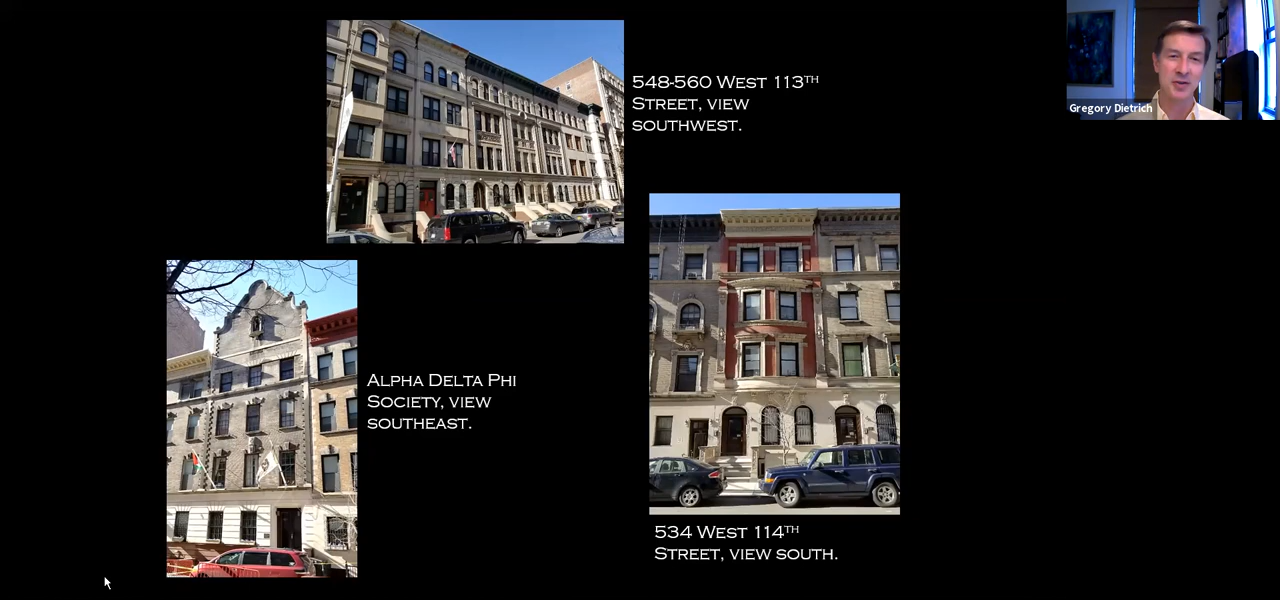 548-560 West 113TH
Street, view
southwest.
Gregory Dietrich
Alpha Delta Phi
Society, view
southeast.
534 West 114TH
Street, view south.